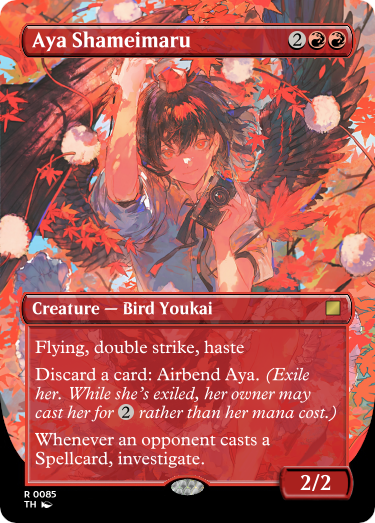 Aya Shameimaru 2RR
Creature — Bird Youkai
Flying, double strike, haste
Discard a card: Airbend Aya. (Exile
her. While she's exiled, her owner may
cast her for 2 rather than her mana cost.)
Whenever an opponent casts a
Spellcard, investigate.
2/2
R 0085
TH